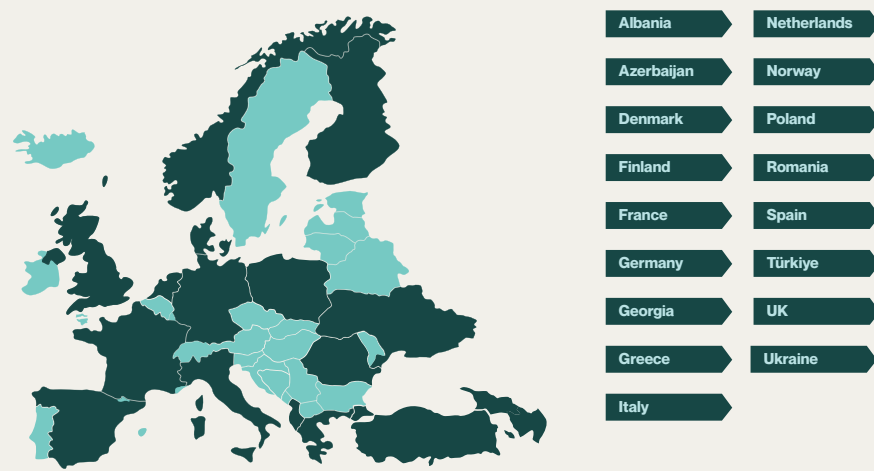 Albania
Netherlands
Azerbaijan
Norway
Denmark
Poland
Finland
Romania
France
Spain
Germany
Türkiye
Georgia
UK
Greece
Ukraine
Italy